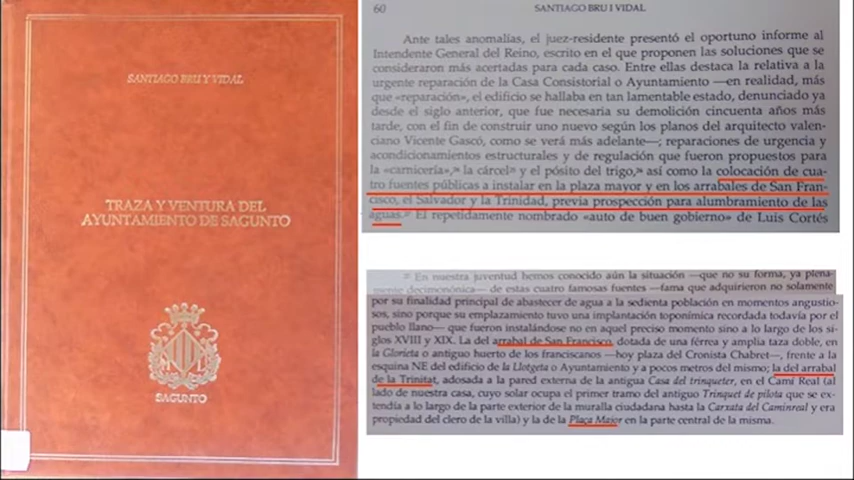 SANTIAGO BRU Y VIDAL
TRAZA Y VENTURA DEL
AYUNTAMIENTO DE SAGUNTO
SAGUNTO
60
SANTIAGO BRU I VIDAL
Ante tales anomalías, el juez-residente presentó el oportuno informe al
Intendente General del Reino, escrito en el que proponen las soluciones que se
consideraron más acertadas para cada caso. Entre ellas destaca la relativa a la
urgente reparación de la Casa Consistorial o Ayuntamiento —en realidad, más
que «reparación», el edificio se hallaba en tan lamentable estado, denunciado ya
desde el siglo anterior, que fue necesaria su demolición cincuenta años más
tarde, con el fin de construir uno nuevo según los planos del arquitecto valen-
ciano Vicente Gascó, como se verá más adelante—; reparaciones de urgencia y
acondicionamientos estructurales y de regulación que fueron propuestos para
la «carnicería», la cárcel y el pósito del trigo, así como la colocación de cua-
tro fuentes públicas a instalar en la plaza mayor y en los arrabales de San Fran-
cisco, el Salvador y la Trinidad, previa prospección para alumbramiento de las
aguas. El repetidamente nombrado «auto de buen gobierno» de Luis Cortés
En nuestra juventud hemos conocido aún la situación —que no su forma, ya plena-
mente decimonónica— de estas cuatro famosas fuentes —fama que adquirieron no solamente
por su finalidad principal de abastecer de agua a la sedienta población en momentos angustio-
sos, sino porque su emplazamiento tuvo una implantación toponímica recordada todavía por el
pueblo llano— que fueron instalándose no en aquel preciso momento sino a lo largo de los si-
glos XVIII y XIX. La del arrabal de San Francisco, dotada de una férrea y amplia taza doble, en
la Glorieta o antiguo huerto de los franciscanos —hoy plaza del Cronista Chabret—, frente a la
esquina NE del edificio de la Llotgeta o Ayuntamiento y a pocos metros del mismo; la del arrabal
de la Trinitat, adosada a la pared externa de la antigua Casa del trinqueter, en el Camí Real (al
lado de nuestra casa, cuyo solar ocupa el primer tramo del antiguo Trinquet de pilota que se ex-
tendía a lo largo de la parte exterior de la muralla ciudadana hasta la Carxata del Caminreal y era
propiedad del clero de la villa) y la de la Plaça Major en la parte central de la misma.